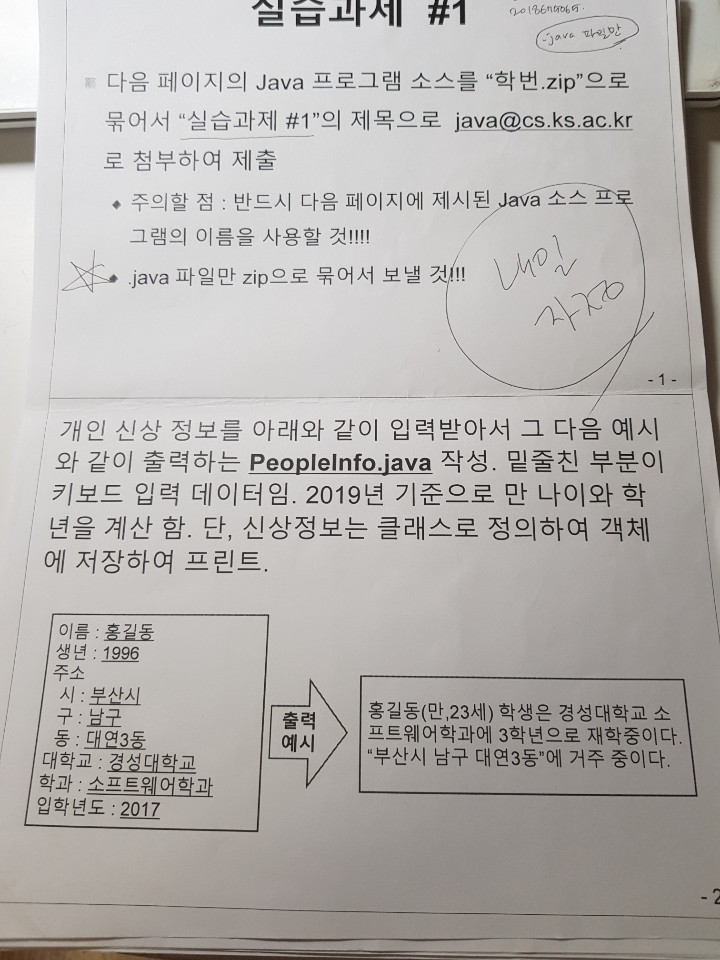 실습과제 #1
.java 파일만
다음 페이지의 Java 프로그램 소스를 “학번.zip”으로
묶어서 “실습과제 #1”의 제목으로 java@cs.ks.ac.kr
로 첨부하여 제출
주의할 점 : 반드시 다음 페이지에 제시된 Java 소스 프로
그램의 이름을 사용할 것!!!!
.java 파일만 zip으로 묶어서 보낼 것!!!
내일
자정
- 1 -
개인 신상 정보를 아래와 같이 입력받아서 그 다음 예시
와 같이 출력하는 PeopleInfo.java 작성. 밑줄친 부분이
키보드 입력 데이터임. 2019년 기준으로 만 나이와 학
년을 계산 함. 단, 신상정보는 클래스로 정의하여 객체
에 저장하여 프린트.
이름 : 홍길동
생년 : 1996
주소
시 : 부산시
구 : 남구
동 : 대연3동
대학교 : 경성대학교
학과 : 소프트웨어학과
입학년도 : 2017
출력
예시
홍길동(만,23세) 학생은 경성대학교 소
프트웨어학과에 3학년으로 재학중이다.
“부산시 남구 대연3동”에 거주 중이다.
- 2